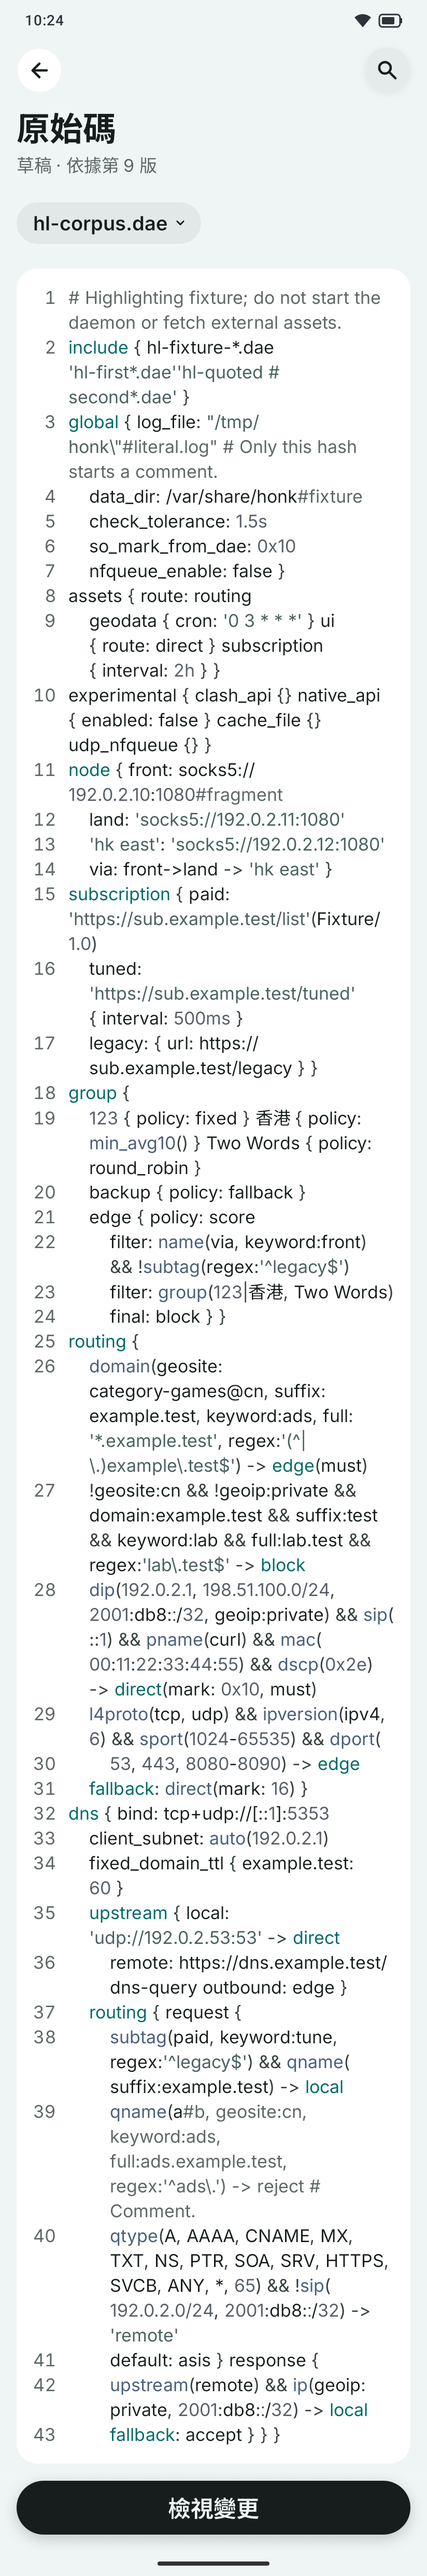 10:24
原始碼
草稿 · 依據第 9 版
hl-corpus.dae
1 # Highlighting fixture; do not start the
daemon or fetch external assets.
2 include { hl-fixture-*.dae
'hl-first*.dae''hl-quoted #
second*.dae' }
3 global { log_file: "/tmp/
honk\"#literal.log" # Only this hash
starts a comment.
4 data_dir: /var/share/honk#fixture
5 check_tolerance: 1.5s
6 so_mark_from_dae: 0x10
7 nfqueue_enable: false }
8 assets { route: routing
9 geodata { cron: '0 3 * * *' } ui
{ route: direct } subscription
{ interval: 2h } }
10 experimental { clash_api {} native_api
{ enabled: false } cache_file {}
udp_nfqueue {} }
11 node { front: socks5://
192.0.2.10:1080#fragment
12 land: 'socks5://192.0.2.11:1080'
13 'hk east': 'socks5://192.0.2.12:1080'
14 via: front->land -> 'hk east' }
15 subscription { paid:
'https://sub.example.test/list'(Fixture/
1.0)
16 tuned:
'https://sub.example.test/tuned'
{ interval: 500ms }
17 legacy: { url: https://
sub.example.test/legacy } }
18 group {
19 123 { policy: fixed } 香港 { policy:
min_avg10() } Two Words { policy:
round_robin }
20 backup { policy: fallback }
21 edge { policy: score
22 filter: name(via, keyword:front)
&& !subtag(regex:'^legacy$')
23 filter: group(123|香港, Two Words)
24 final: block } }
25 routing {
26 domain(geosite:
category-games@cn, suffix:
example.test, keyword:ads, full:
'*.example.test', regex:'(^|
\.)example\.test$') -> edge(must)
27 !geosite:cn && !geoip:private &&
domain:example.test && suffix:test
&& keyword:lab && full:lab.test &&
regex:'lab\.test$' -> block
28 dip(192.0.2.1, 198.51.100.0/24,
2001:db8::/32, geoip:private) && sip(
::1) && pname(curl) && mac(
00:11:22:33:44:55) && dscp(0x2e)
-> direct(mark: 0x10, must)
29 l4proto(tcp, udp) && ipversion(ipv4,
6) && sport(1024-65535) && dport(
30 53, 443, 8080-8090) -> edge
31 fallback: direct(mark: 16) }
32 dns { bind: tcp+udp://[::1]:5353
33 client_subnet: auto(192.0.2.1)
34 fixed_domain_ttl { example.test:
60 }
35 upstream { local:
'udp://192.0.2.53:53' -> direct
36 remote: https://dns.example.test/
dns-query outbound: edge }
37 routing { request {
38 subtag(paid, keyword:tune,
regex:'^legacy$') && qname(
suffix:example.test) -> local
39 qname(a#b, geosite:cn,
keyword:ads,
full:ads.example.test,
regex:'^ads\.') -> reject #
Comment.
40 qtype(A, AAAA, CNAME, MX,
TXT, NS, PTR, SOA, SRV, HTTPS,
SVCB, ANY, *, 65) && !sip(
192.0.2.0/24, 2001:db8::/32) ->
'remote'
41 default: asis } response {
42 upstream(remote) && ip(geoip:
private, 2001:db8::/32) -> local
43 fallback: accept } } }
檢視變更